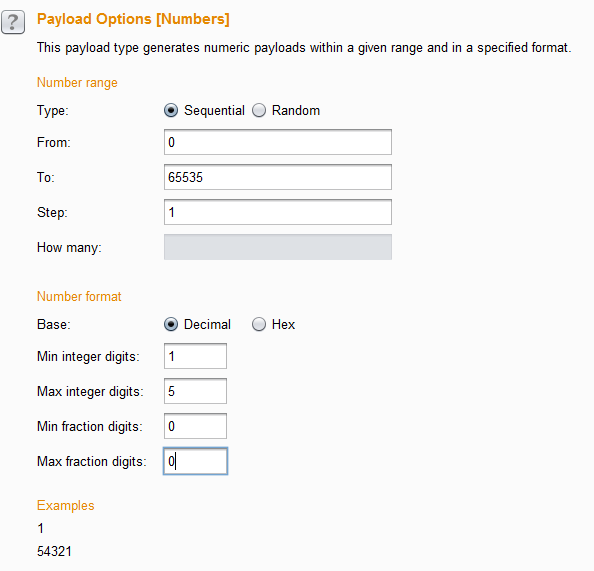 ?
Payload Options [Numbers]
This payload type generates numeric payloads within a given range and in a specified format.
Number range
Type: Sequential Random
From: 0
To: 65535
Step: 1
How many:
Number format
Base: Decimal Hex
Min integer digits: 1
Max integer digits: 5
Min fraction digits: 0
Max fraction digits: 0
Examples
1
54321